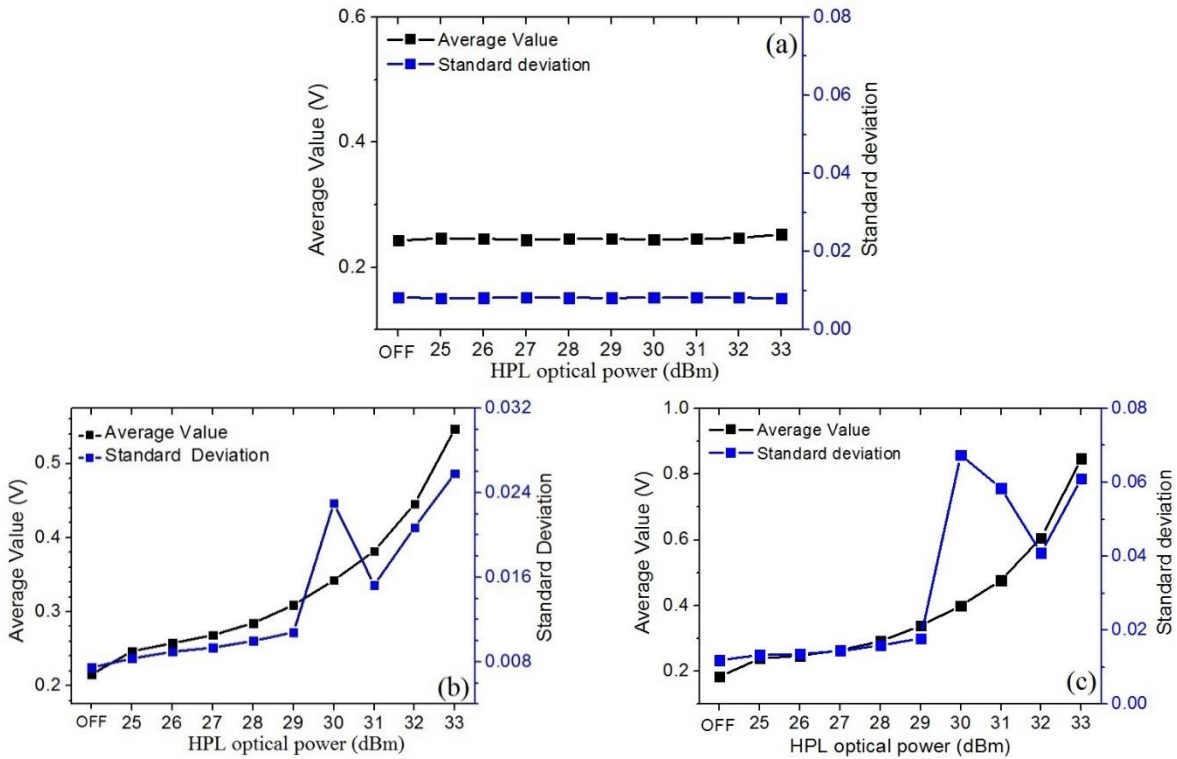 (a)
Average Value
Standard deviation
Average Value (V)
0.6
0.4
0.2
Standard deviation
0.08
0.06
0.04
0.02
0.00
OFF 25 26 27 28 29 30 31 32 33
HPL optical power (dBm)
Average Value
Standard Deviation
Average Value (V)
0.5
0.4
0.3
0.2
Standard Deviation
0.032
0.024
0.016
0.008
(b)
OFF 25 26 27 28 29 30 31 32 33
HPL optical power (dBm)
Average Value
Standard deviation
Average Value (V)
1.0
0.8
0.6
0.4
0.2
Standard deviation
0.08
0.06
0.04
0.02
0.00
(c)
OFF 25 26 27 28 29 30 31 32 33
HPL optical power (dBm)